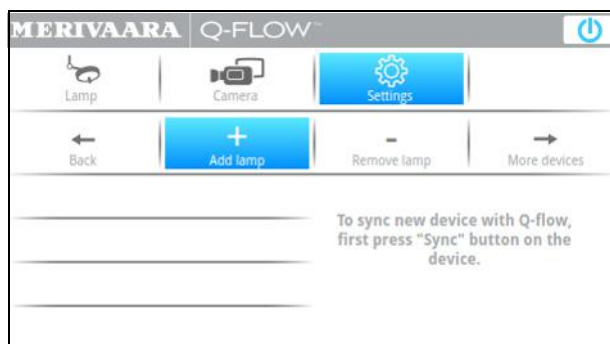 MERIVAARA Q-FLOW™
Lamp Camera Settings
Back Add lamp Remove lamp More devices
To sync new device with Q-flow,
first press "Sync" button on the
device.